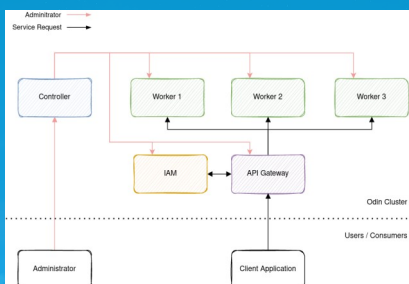 Adminitrator
Service Request
Controller
Worker 1
Worker 2
Worker 3
IAM
API Gateway
Odin Cluster
Users / Consumers
Administrator
Client Application